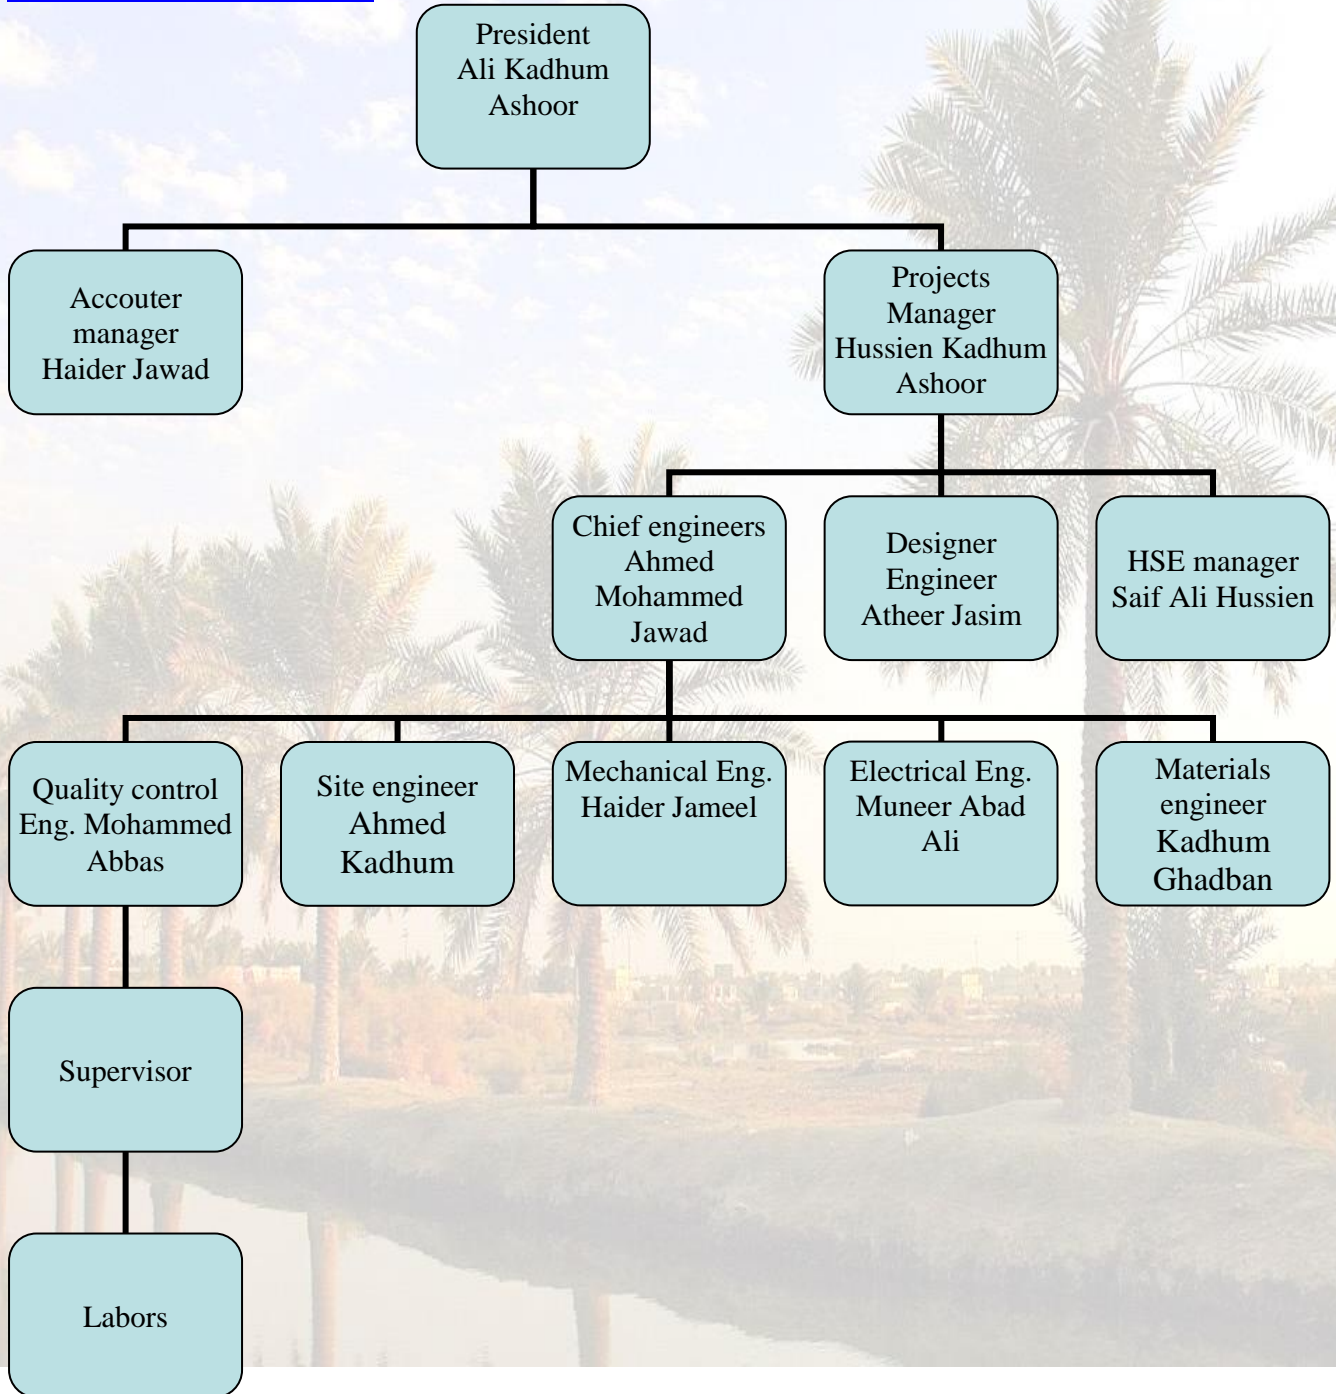 President
Ali Kadhum
Ashoor
Accouter
manager
Haider Jawad
Projects
Manager
Hussien Kadhum
Ashoor
Chief engineers
Ahmed
Mohammed
Jawad
Designer
Engineer
Atheer Jasim
HSE manager
Saif Ali Hussien
Quality control
Eng. Mohammed
Abbas
Site engineer
Ahmed
Kadhum
Mechanical Eng.
Haider Jameel
Electrical Eng.
Muneer Abad
Ali
Materials
engineer
Kadhum
Ghadban
Supervisor
Labors